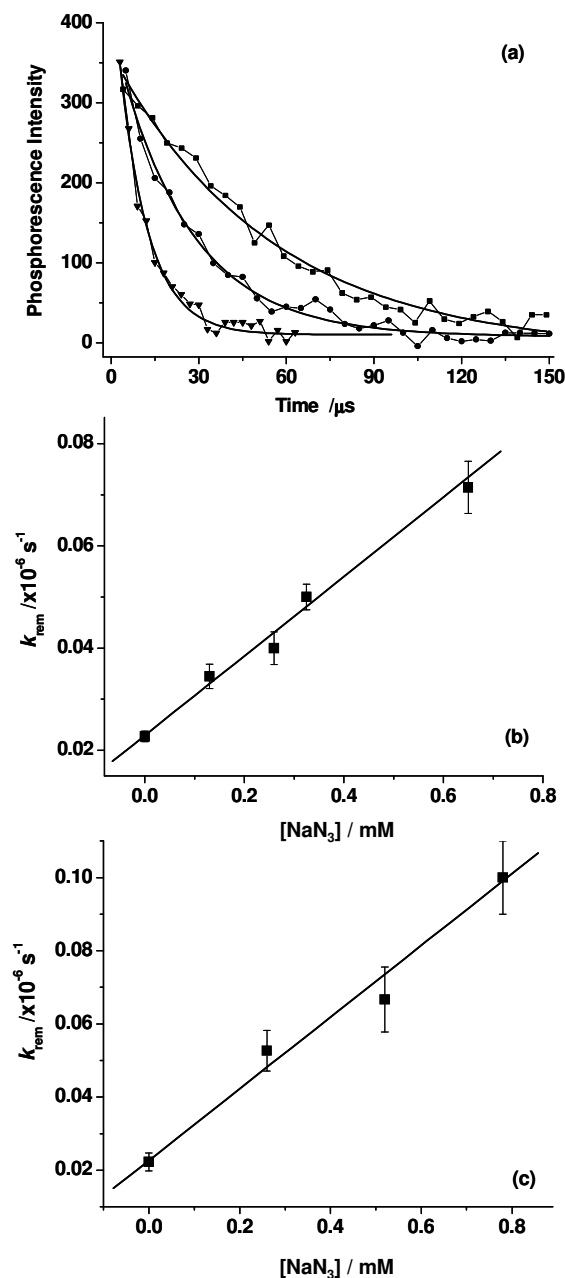 (a)
Phosphorescence Intensity
400
300
200
100
0
0 30 60 90 120 150
Time /μs
(b)
k_rem /x10^-6 s^-1
0.08
0.06
0.04
0.02
0.0 0.2 0.4 0.6 0.8
[NaN₃] / mM
(c)
k_rem /x10^-6 s^-1
0.10
0.08
0.06
0.04
0.02
0.0 0.2 0.4 0.6 0.8
[NaN₃] / mM